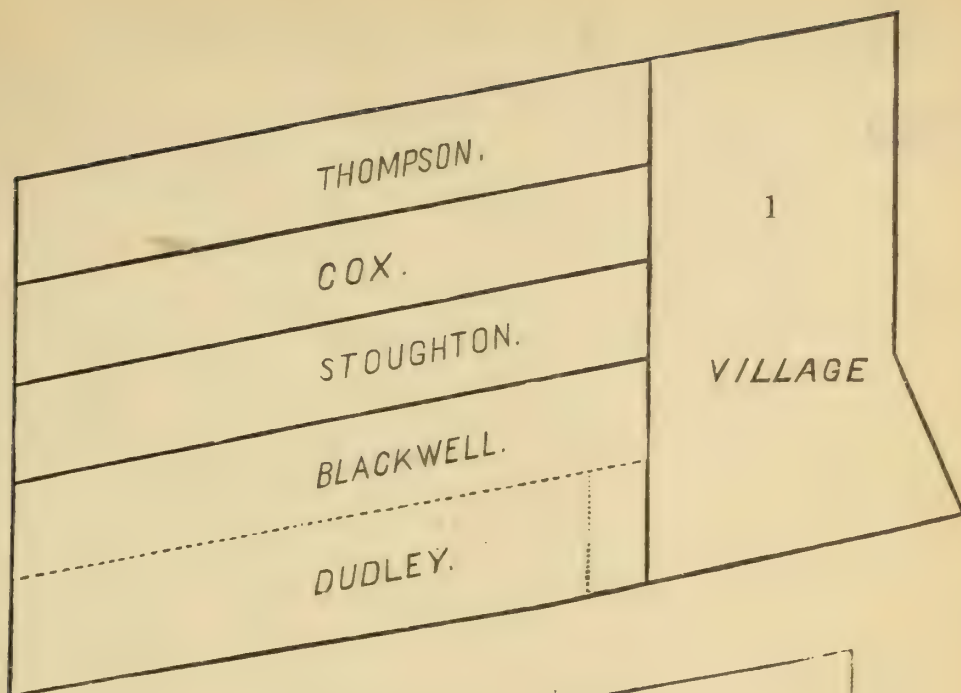 THOMPSON.
COX.
STOUGHTON.
BLACKWELL.
DUDLEY.
1
VILLAGE